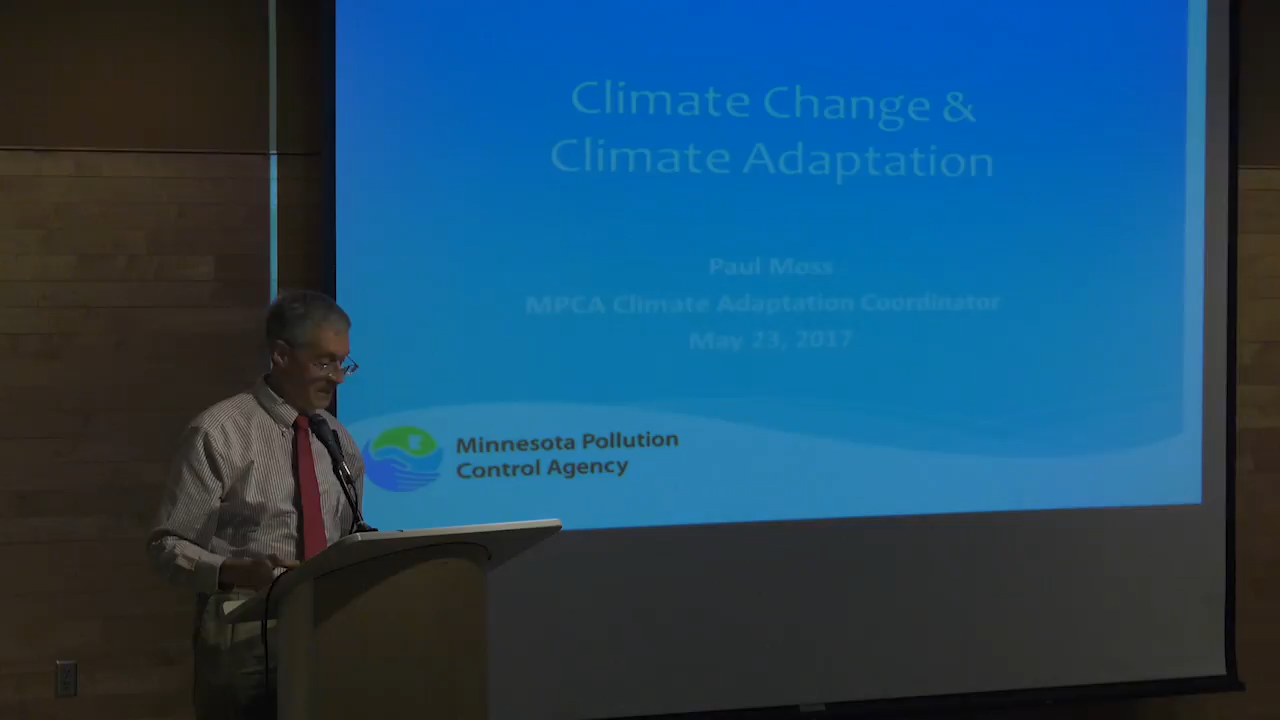 Climate Change &
Climate Adaptation
Paul Moss
MPCA Climate Adaptation Coordinator
May 23, 2017
Minnesota Pollution
Control Agency